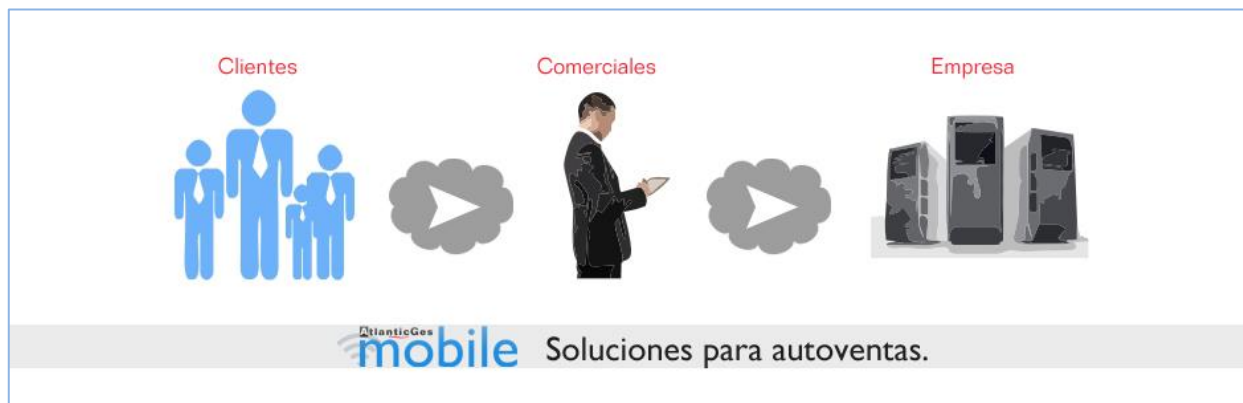 Clientes
Comerciales
Empresa
AtlanticGes
mobile Soluciones para autoventas.